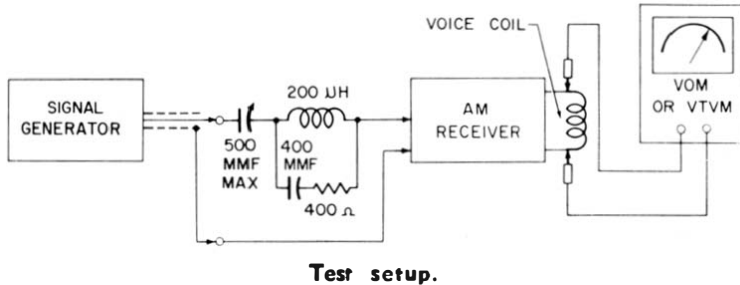 VOICE COIL
SIGNAL
GENERATOR
500
MMF
MAX
200 µH
400
MMF
400 Ω
AM
RECEIVER
VOM
OR VTVM
Test setup.